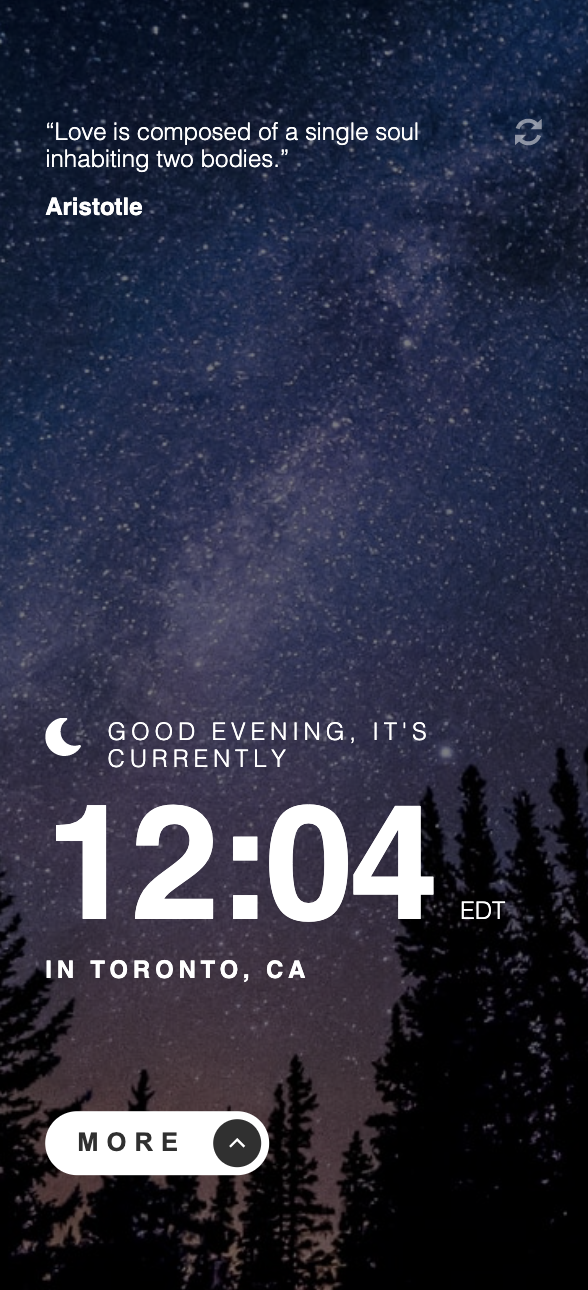 “Love is composed of a single soul
inhabiting two bodies.”
Aristotle
GOOD EVENING, IT'S
CURRENTLY
12:04 EDT
IN TORONTO, CA
MORE